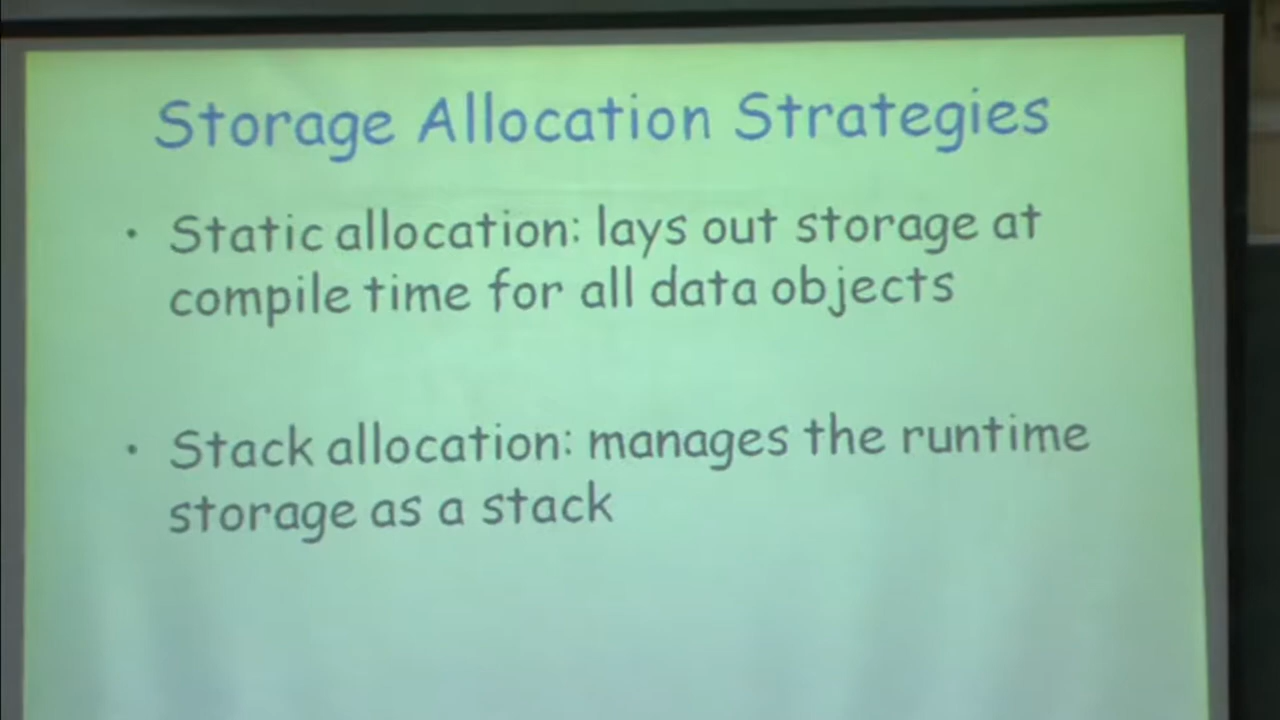 Storage Allocation Strategies
• Static allocation: lays out storage at
compile time for all data objects
• Stack allocation: manages the runtime
storage as a stack